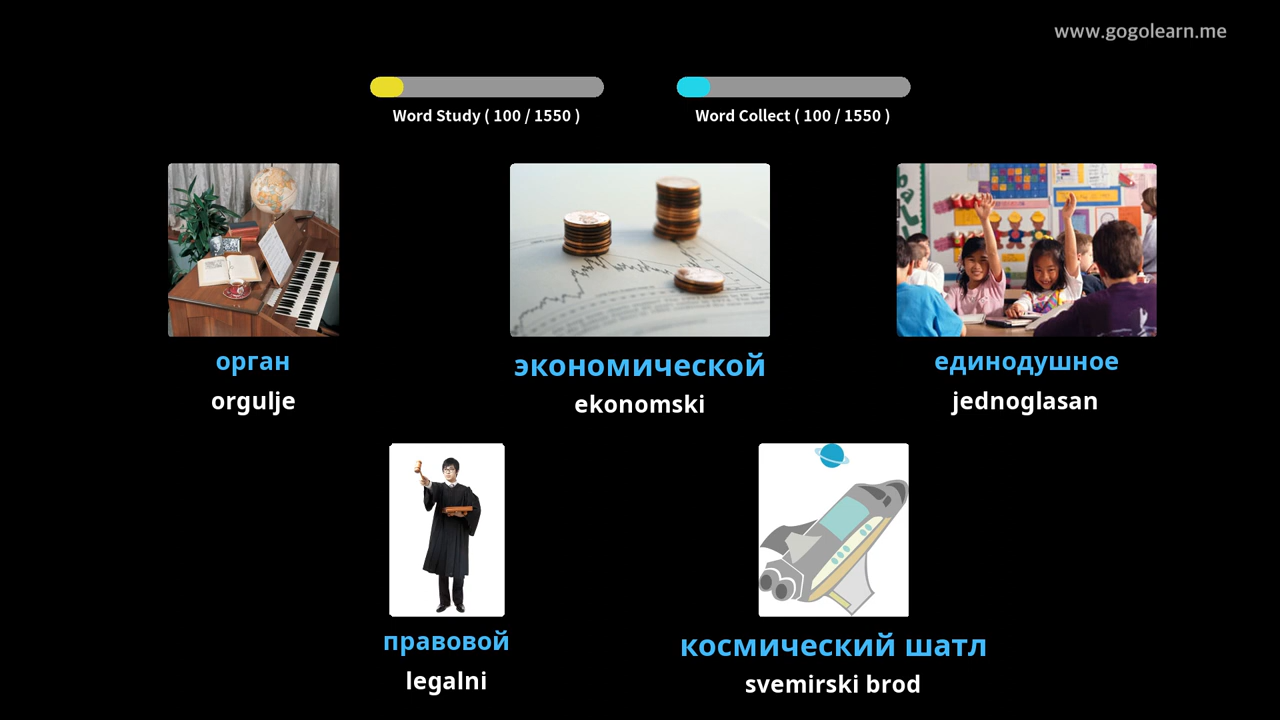 www.gogolearn.me
Word Study ( 100 / 1550 )
Word Collect ( 100 / 1550 )
орган
orgulje
экономической
ekonomski
единодушное
jednoglasan
правовой
legalni
космический шатл
svemirski brod